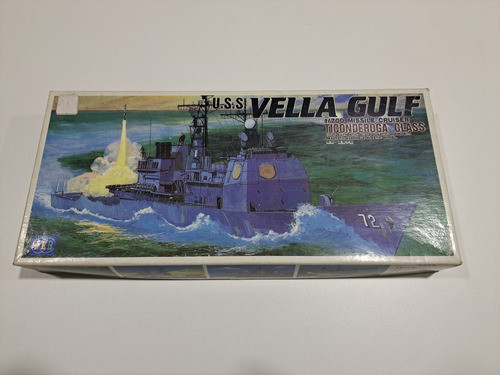 U.S.S VELLA GULF
1/700 MISSILE CRUISER
TICONDEROGA CLASS
72